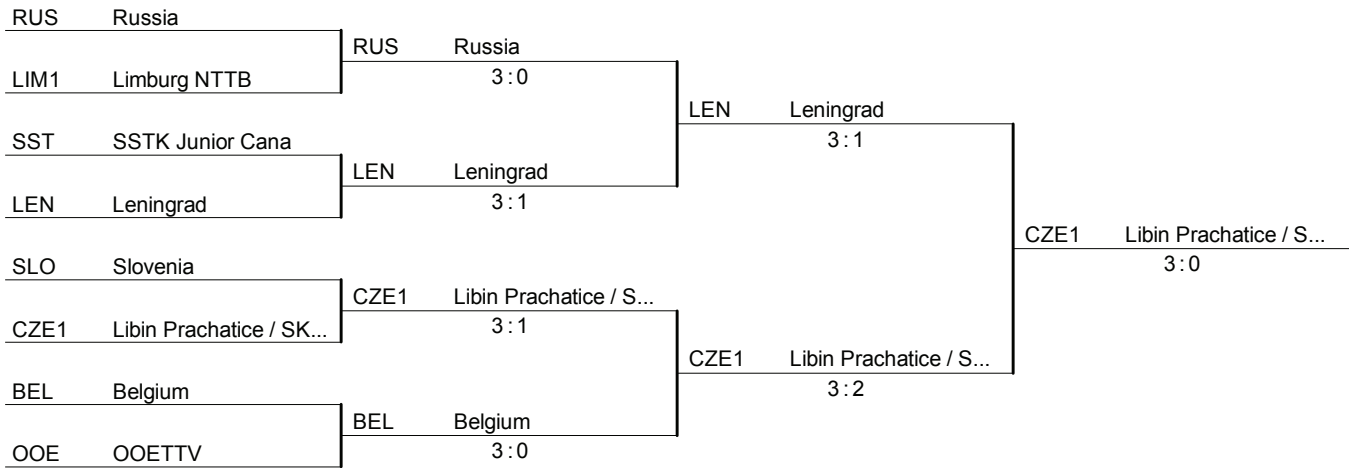 RUS Russia
RUS Russia
LIM1 Limburg NTTB
3 : 0
LEN Leningrad
SST SSTK Junior Cana
3 : 1
LEN Leningrad
LEN Leningrad
3 : 1
CZE1 Libin Prachatice / S...
SLO Slovenia
3 : 0
CZE1 Libin Prachatice / S...
CZE1 Libin Prachatice / SK...
3 : 1
CZE1 Libin Prachatice / S...
BEL Belgium
3 : 2
BEL Belgium
OOE OOETTV
3 : 0